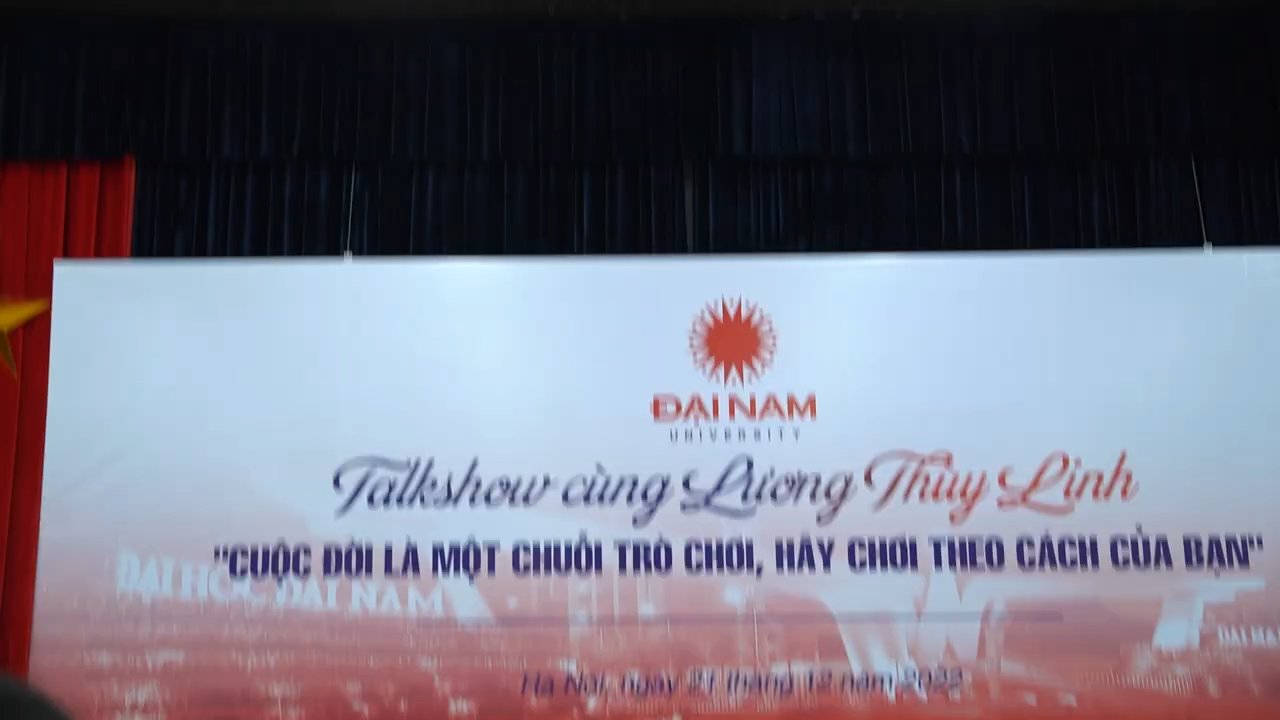 ĐẠI NAM
UNIVERSITY
Talkshow cùng Lương Thùy Linh
"CUỘC ĐỜI LÀ MỘT CHUỖI TRÒ CHƠI, HÃY CHƠI THEO CÁCH CỦA BẠN"
ĐẠI HỌC ĐẠI NAM
Hà Nội, ngày 21 tháng 12 năm 2022